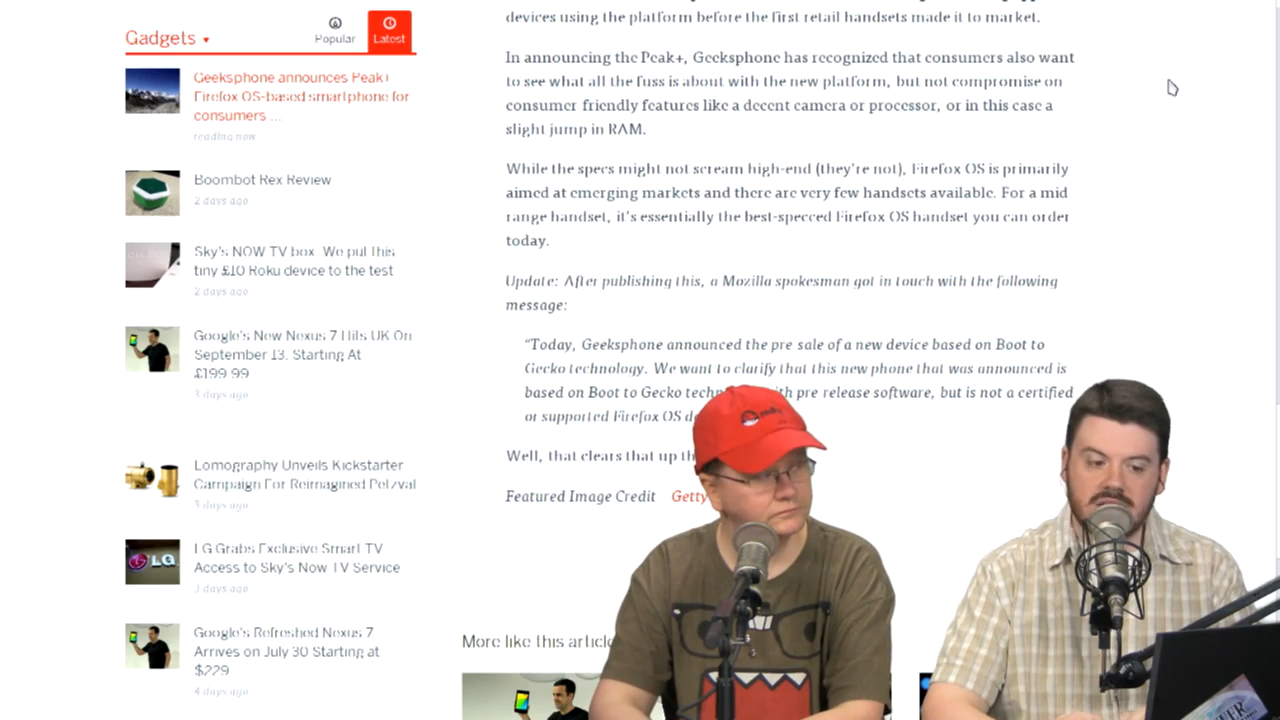 Gadgets
Popular
Latest
Geeksphone announces Peak+
Firefox OS-based smartphone for
consumers ...
reading now
Boombot Rex Review
2 days ago
Sky's NOW TV box: We put this
tiny £10 Roku device to the test
2 days ago
Google's New Nexus 7 Hits UK On
September 13, Starting At
£199.99
3 days ago
Lomography Unveils Kickstarter
Campaign For Reimagined Petzval
3 days ago
LG
LG Grabs Exclusive Smart TV
Access to Sky's Now TV Service
3 days ago
Google's Refreshed Nexus 7
Arrives on July 30 Starting at
$229
4 days ago
devices using the platform before the first retail handsets made it to market.
In announcing the Peak+, Geeksphone has recognized that consumers also want
to see what all the fuss is about with the new platform, but not compromise on
consumer friendly features like a decent camera or processor, or in this case a
slight jump in RAM.
While the specs might not scream high-end (they're not), Firefox OS is primarily
aimed at emerging markets and there are very few handsets available. For a mid
range handset, it's essentially the best-specced Firefox OS handset you can order
today.
Update: After publishing this, a Mozilla spokesman got in touch with the following
message:
"Today, Geeksphone announced the pre sale of a new device based on Boot to
Gecko technology. We want to clarify that this new phone that was announced is
based on Boot to Gecko techn th pre release software, but is not a certified
or supported Firefox OS de
Well, that clears that up th
Featured Image Credit Getty
More like this article